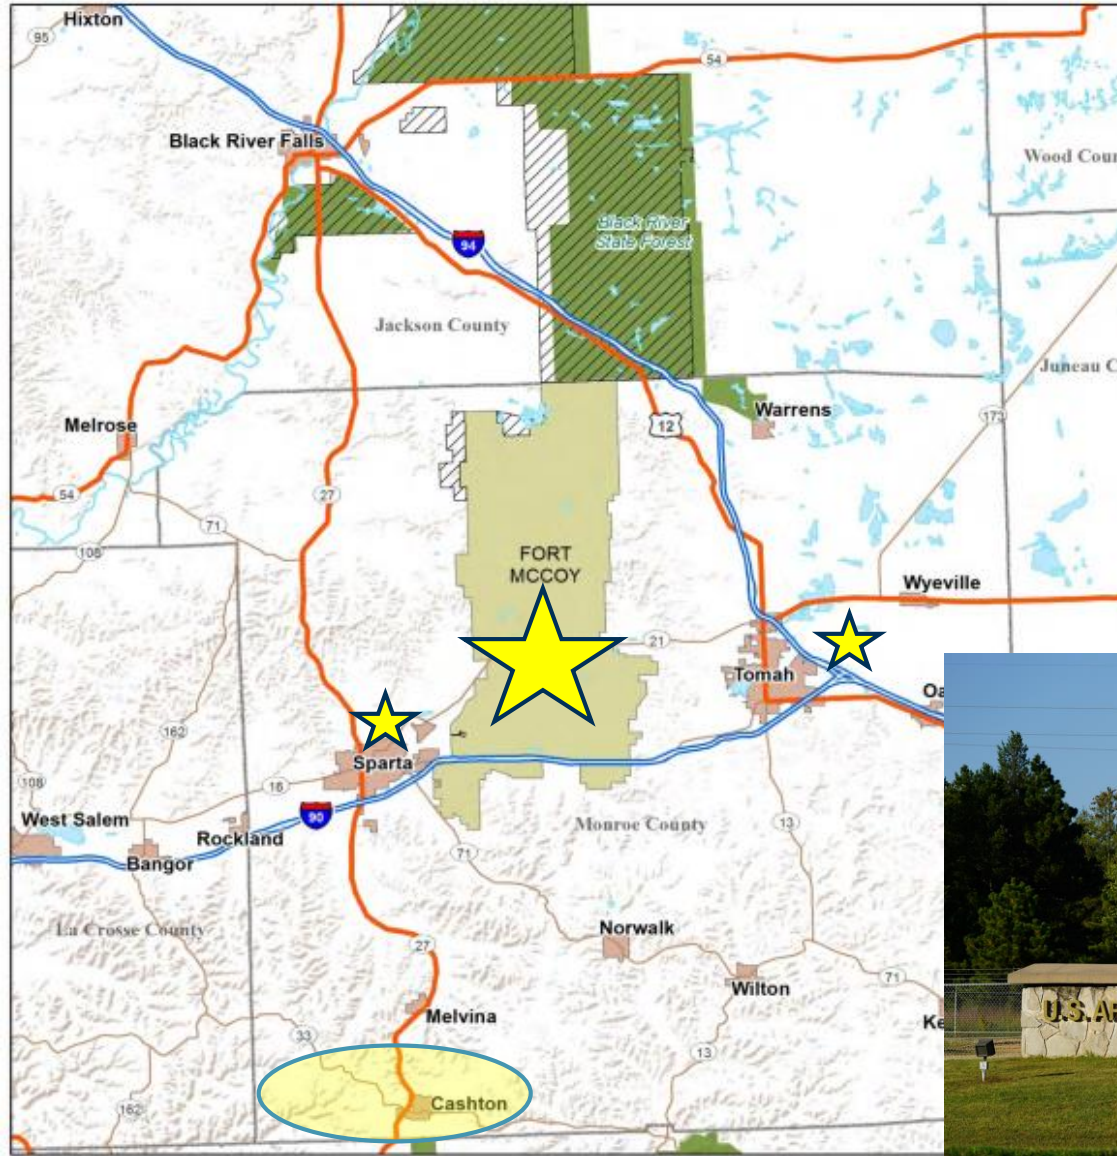 Hixton
95
54
Black River Falls
Wood Cour
Black River
State Forest
94
Jackson County
Juneau C
Warrens
Melrose
12
173
54
27
71
108
FORT
MCCOY
Wyeville
21
Tomah
Oa
162
Sparta
108
16
West Salem
Rockland
90
Monroe County
13
Bangor
71
La Crosse County
Norwalk
27
71
Wilton
Melvina
Ke
U.S.AR
33
13
Cashton
162